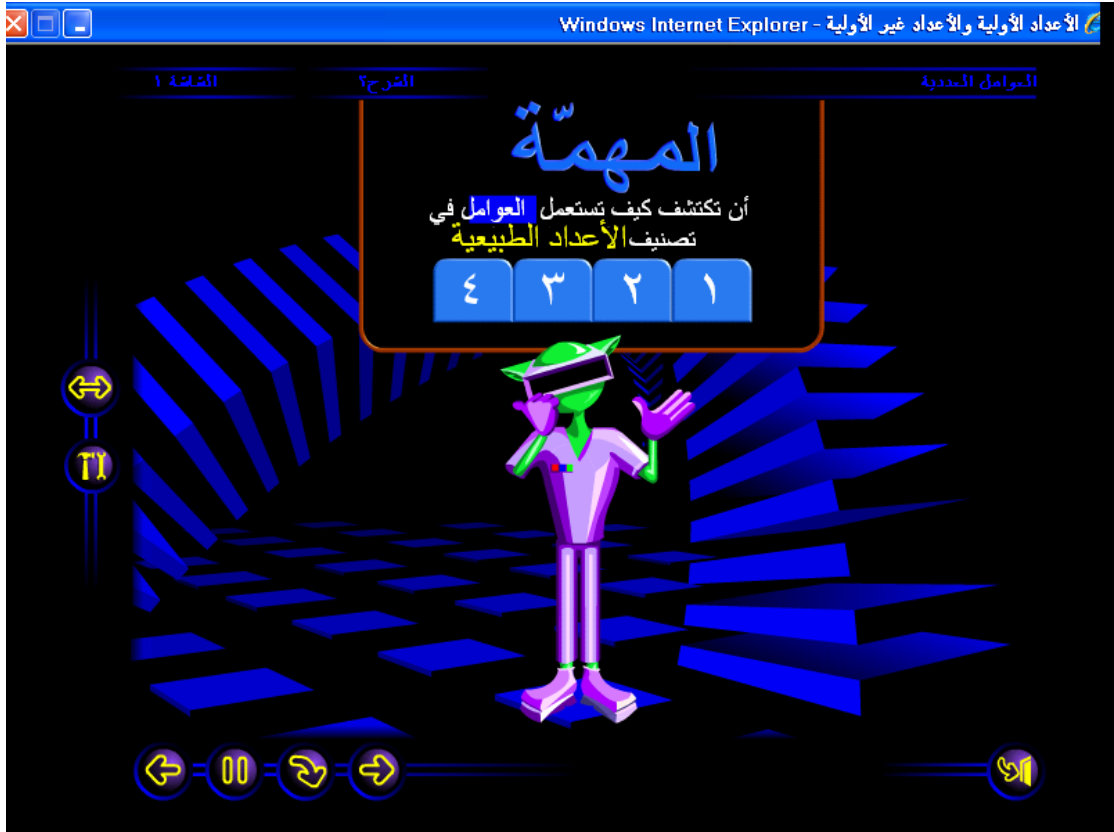 الأعداد الأولية والأعداد غير الأولية - Windows Internet Explorer
العوامل العددية
الشرح٢
الشاشة ١
المهمّة
أن تكتشف كيف تستعمل العوامل في
تصنيف الأعداد الطبيعية
١ ٢ ٣ ٤